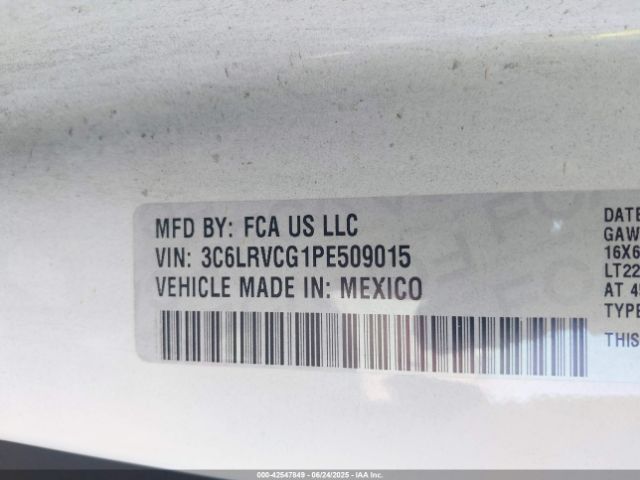 MFD BY: FCA US LLC
VIN: 3C6LRVCG1PE509015
VEHICLE MADE IN: MEXICO
DATE
GAW
16X6
LT22
AT 4
TYPE
THIS
000-42547849 - 06/24/2025 - IAA, Inc.